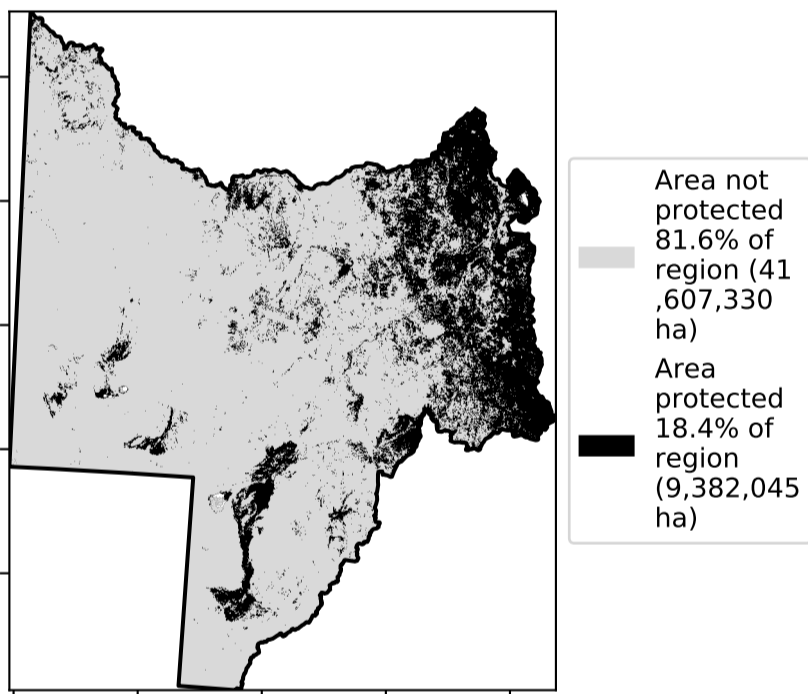 Area not
protected
81.6% of
region (41
,607,330
ha)
Area
protected
18.4% of
region
(9,382,045
ha)